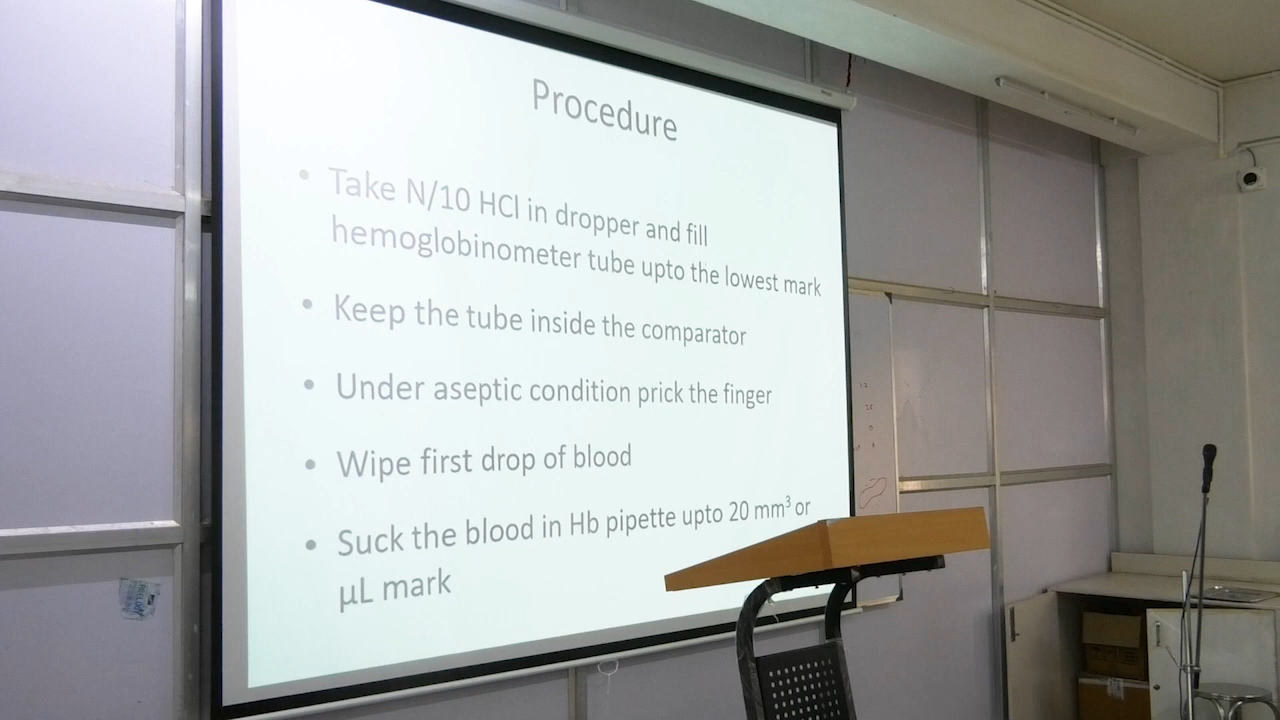 Procedure
• Take N/10 HCl in dropper and fill
hemoglobinometer tube upto the lowest mark
• Keep the tube inside the comparator
• Under aseptic condition prick the finger
• Wipe first drop of blood
• Suck the blood in Hb pipette upto 20 mm³ or
µL mark